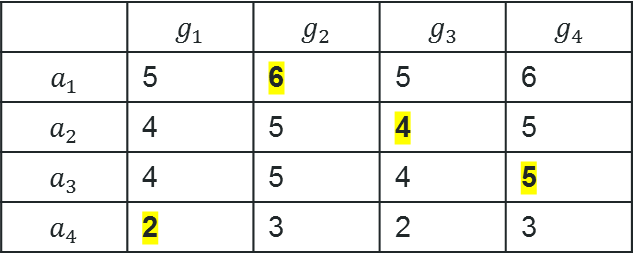 g₁ g₂ g₃ g₄
a₁ 5 6 5 6
a₂ 4 5 4 5
a₃ 4 5 4 5
a₄ 2 3 2 3